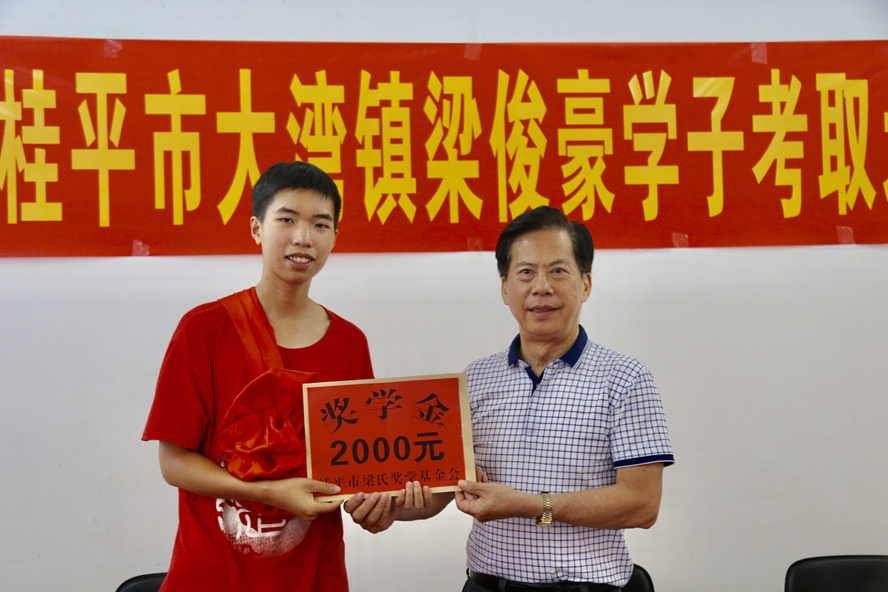 桂平市大湾镇梁俊豪学子考取
奖学金
2000元
桂平市梁氏奖学基金会